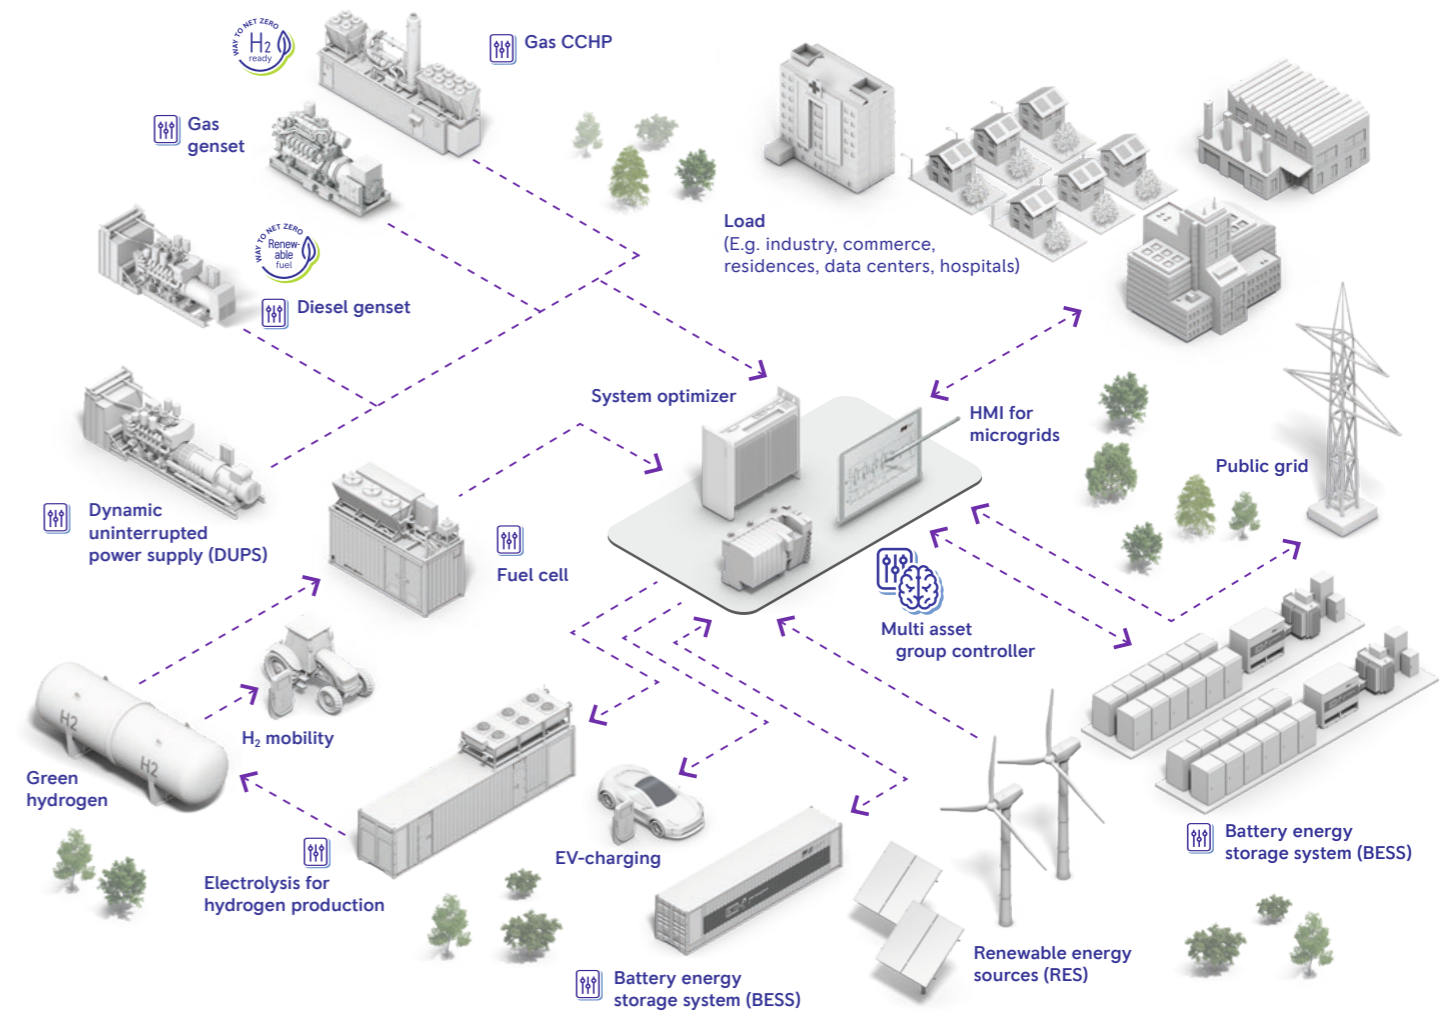 WAY TO NET ZERO
H2
ready
Gas CCHP
Gas
genset
WAY TO NET ZERO
Renew-
able
fuel
Diesel genset
Load
(E.g. industry, commerce,
residences, data centers, hospitals)
System optimizer
HMI for
microgrids
Public grid
Dynamic
uninterrupted
power supply (DUPS)
Fuel cell
Multi asset
group controller
H2
H2
H₂ mobility
Green
hydrogen
Electrolysis for
hydrogen production
EV-charging
Battery energy
storage system (BESS)
Battery energy
storage system (BESS)
Renewable energy
sources (RES)